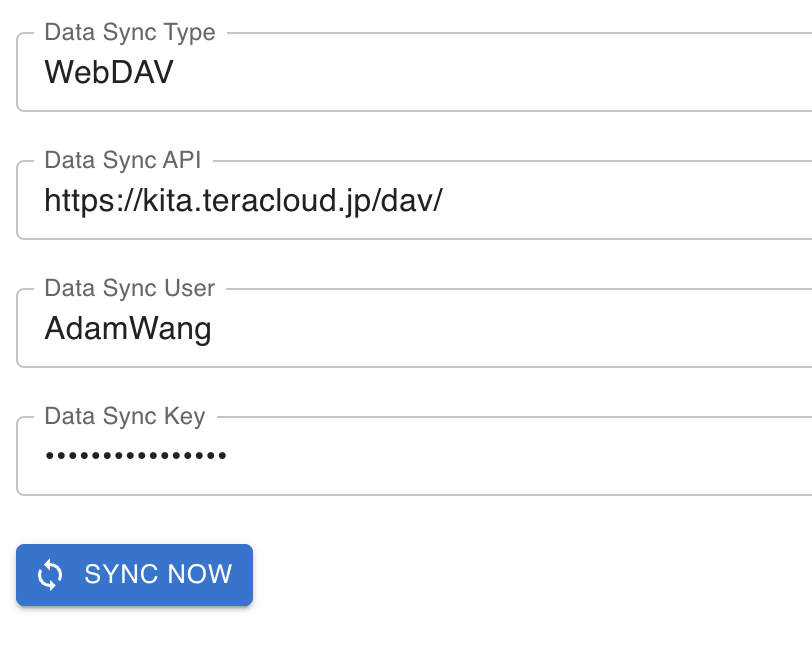 Data Sync Type
WebDAV
Data Sync API
https://kita.teracloud.jp/dav/
Data Sync User
AdamWang
Data Sync Key
••••••••••••••••
SYNC NOW